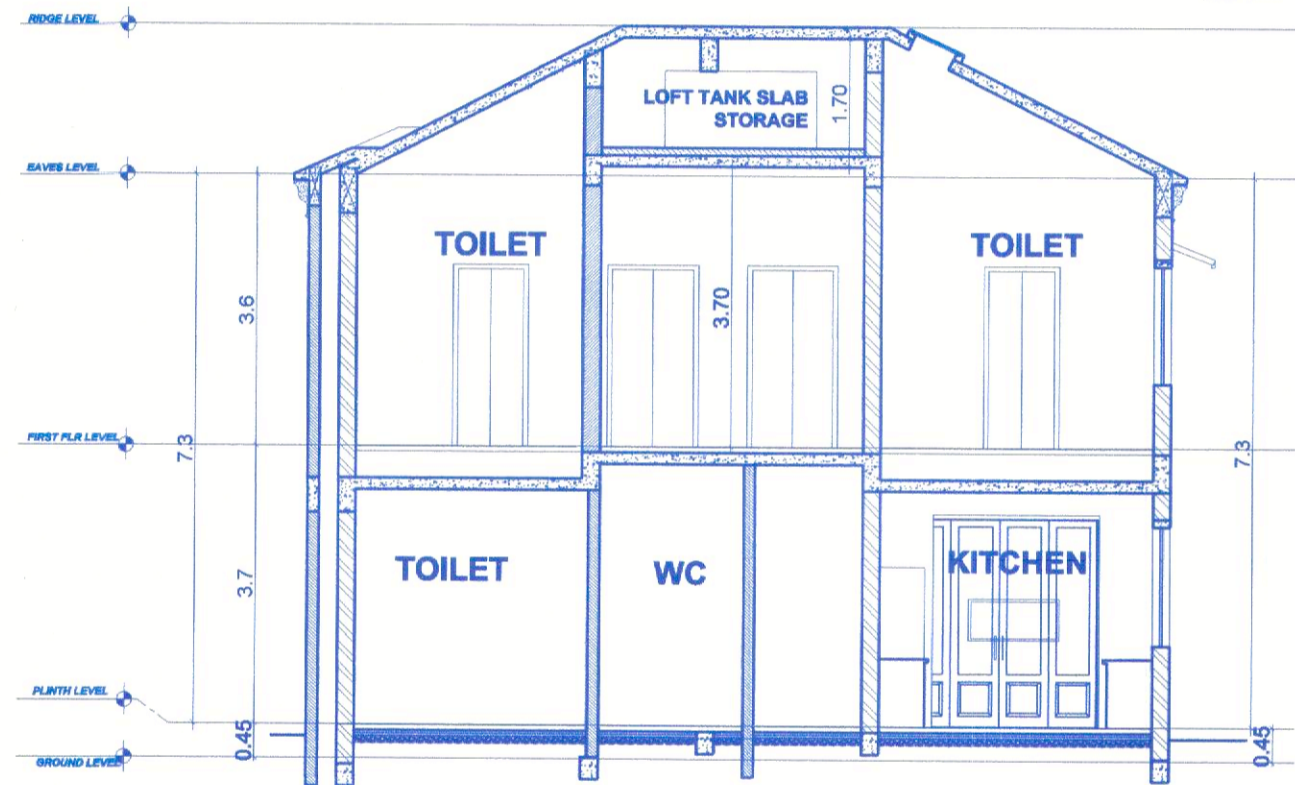 RIDGE LEVEL
LOFT TANK SLAB
STORAGE
1.70
EAVES LEVEL
TOILET
TOILET
3.6
3.70
FIRST FLR LEVEL
7.3
7.3
TOILET
WC
KITCHEN
3.7
PLINTH LEVEL
0.45
0.45
GROUND LEVEL